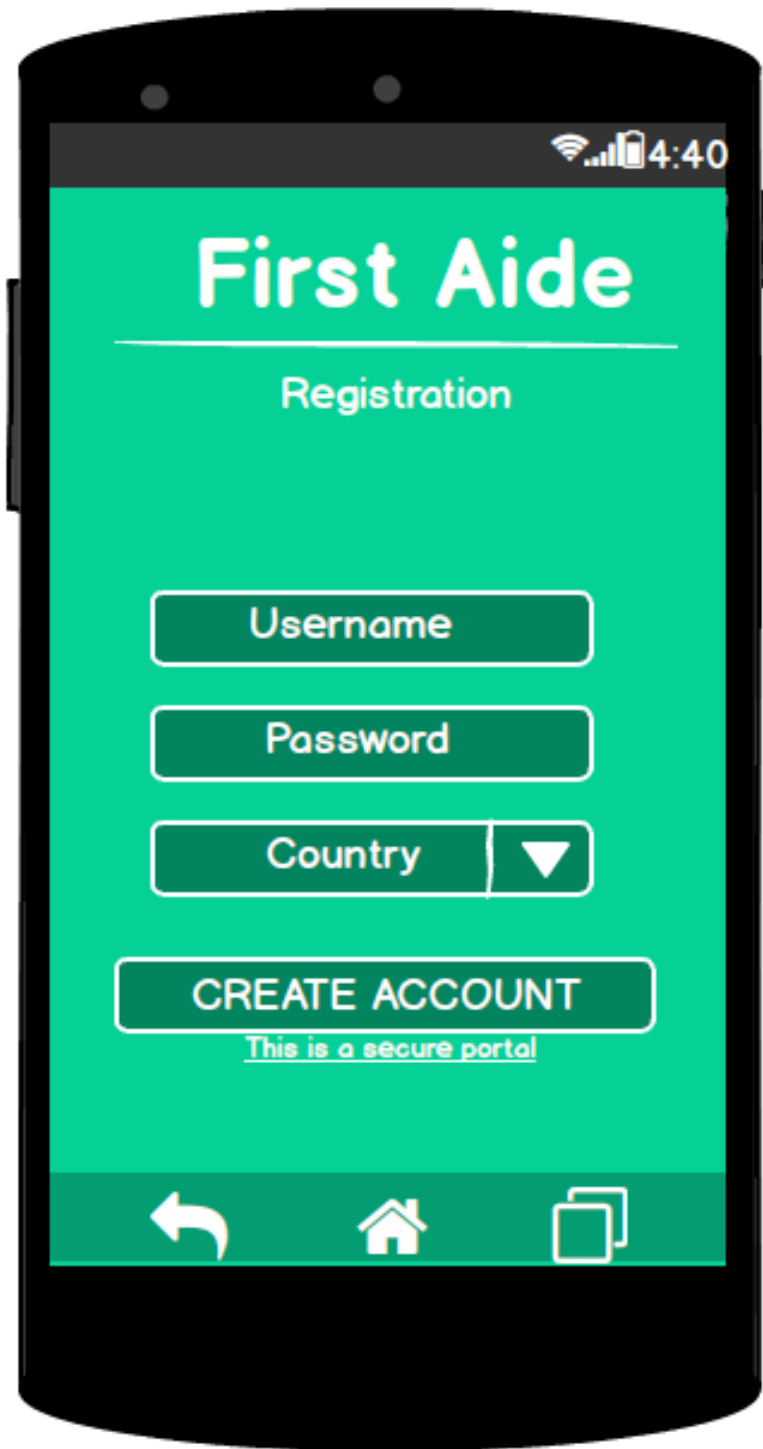 4:40
First Aide
Registration
Username
Password
Country
CREATE ACCOUNT
This is a secure portal